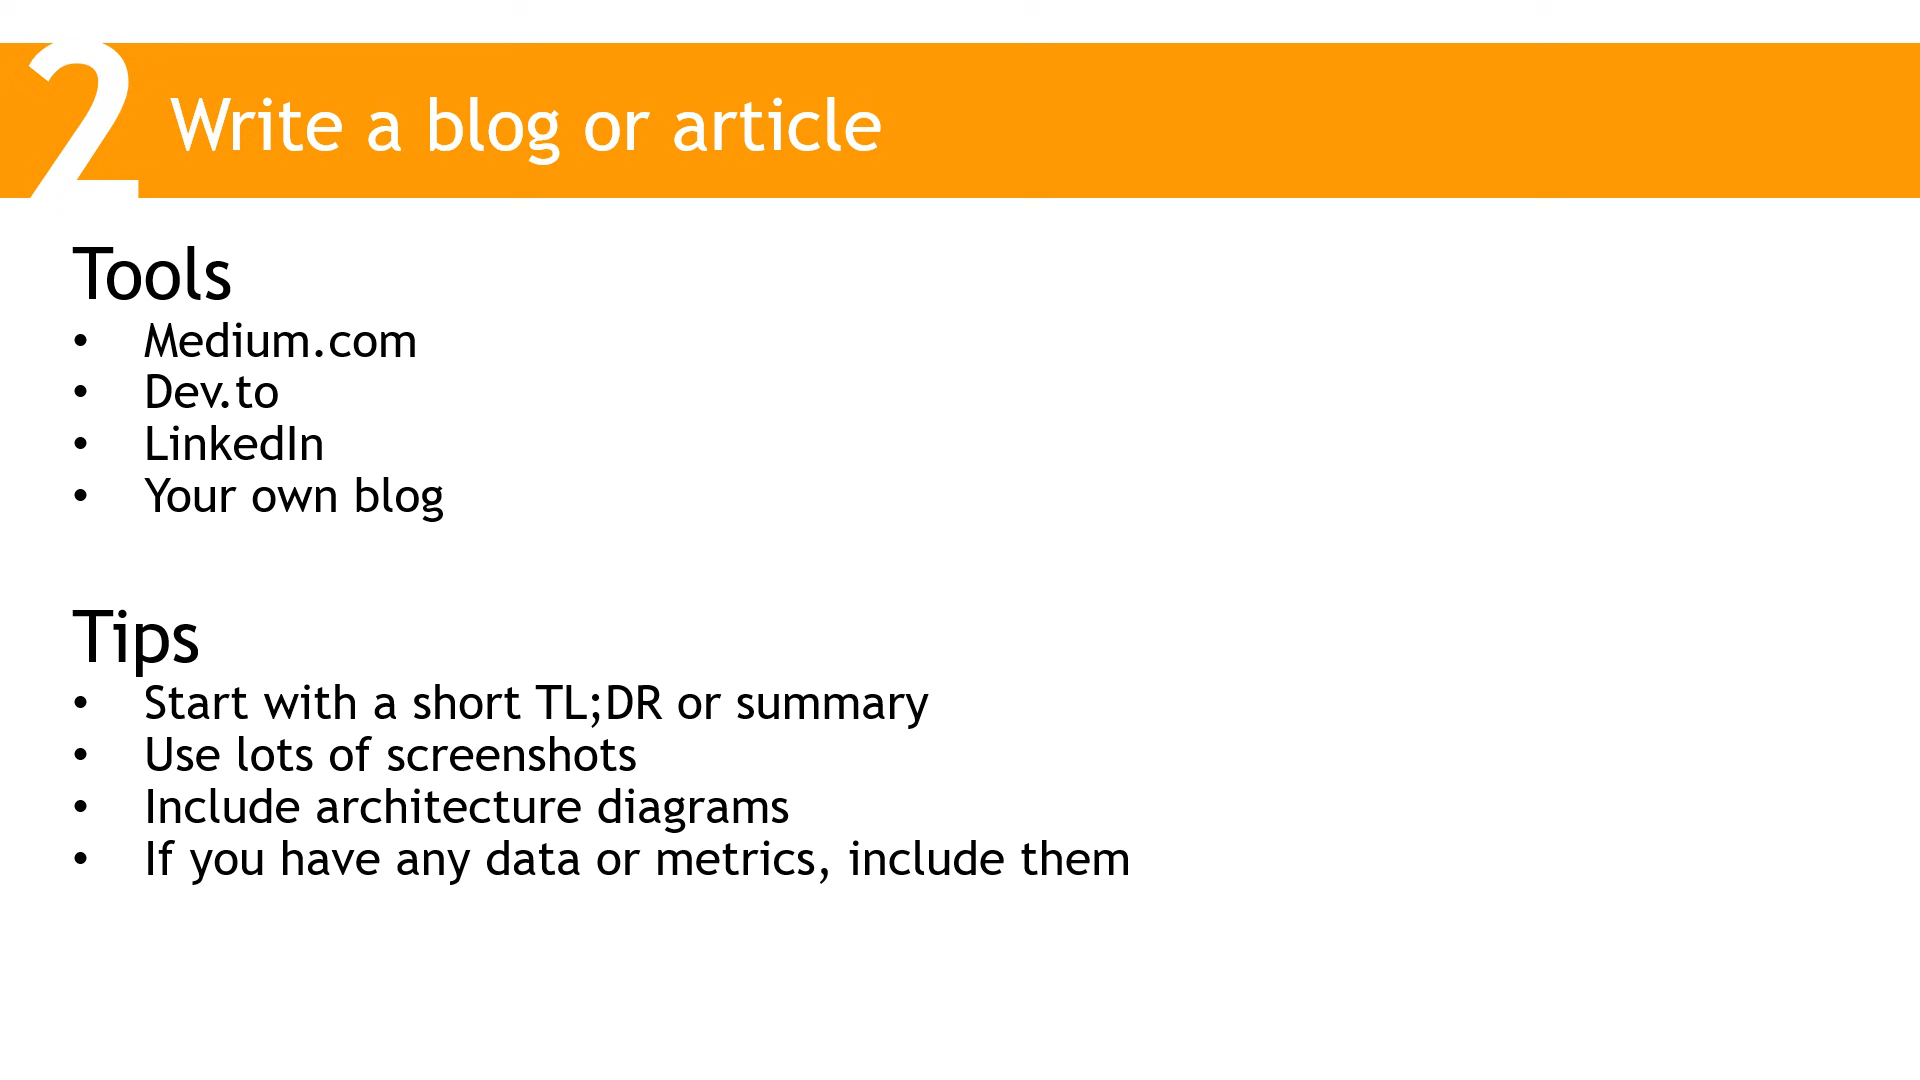 2 Write a blog or article
Tools
• Medium.com
• Dev.to
• LinkedIn
• Your own blog
Tips
• Start with a short TL;DR or summary
• Use lots of screenshots
• Include architecture diagrams
• If you have any data or metrics, include them